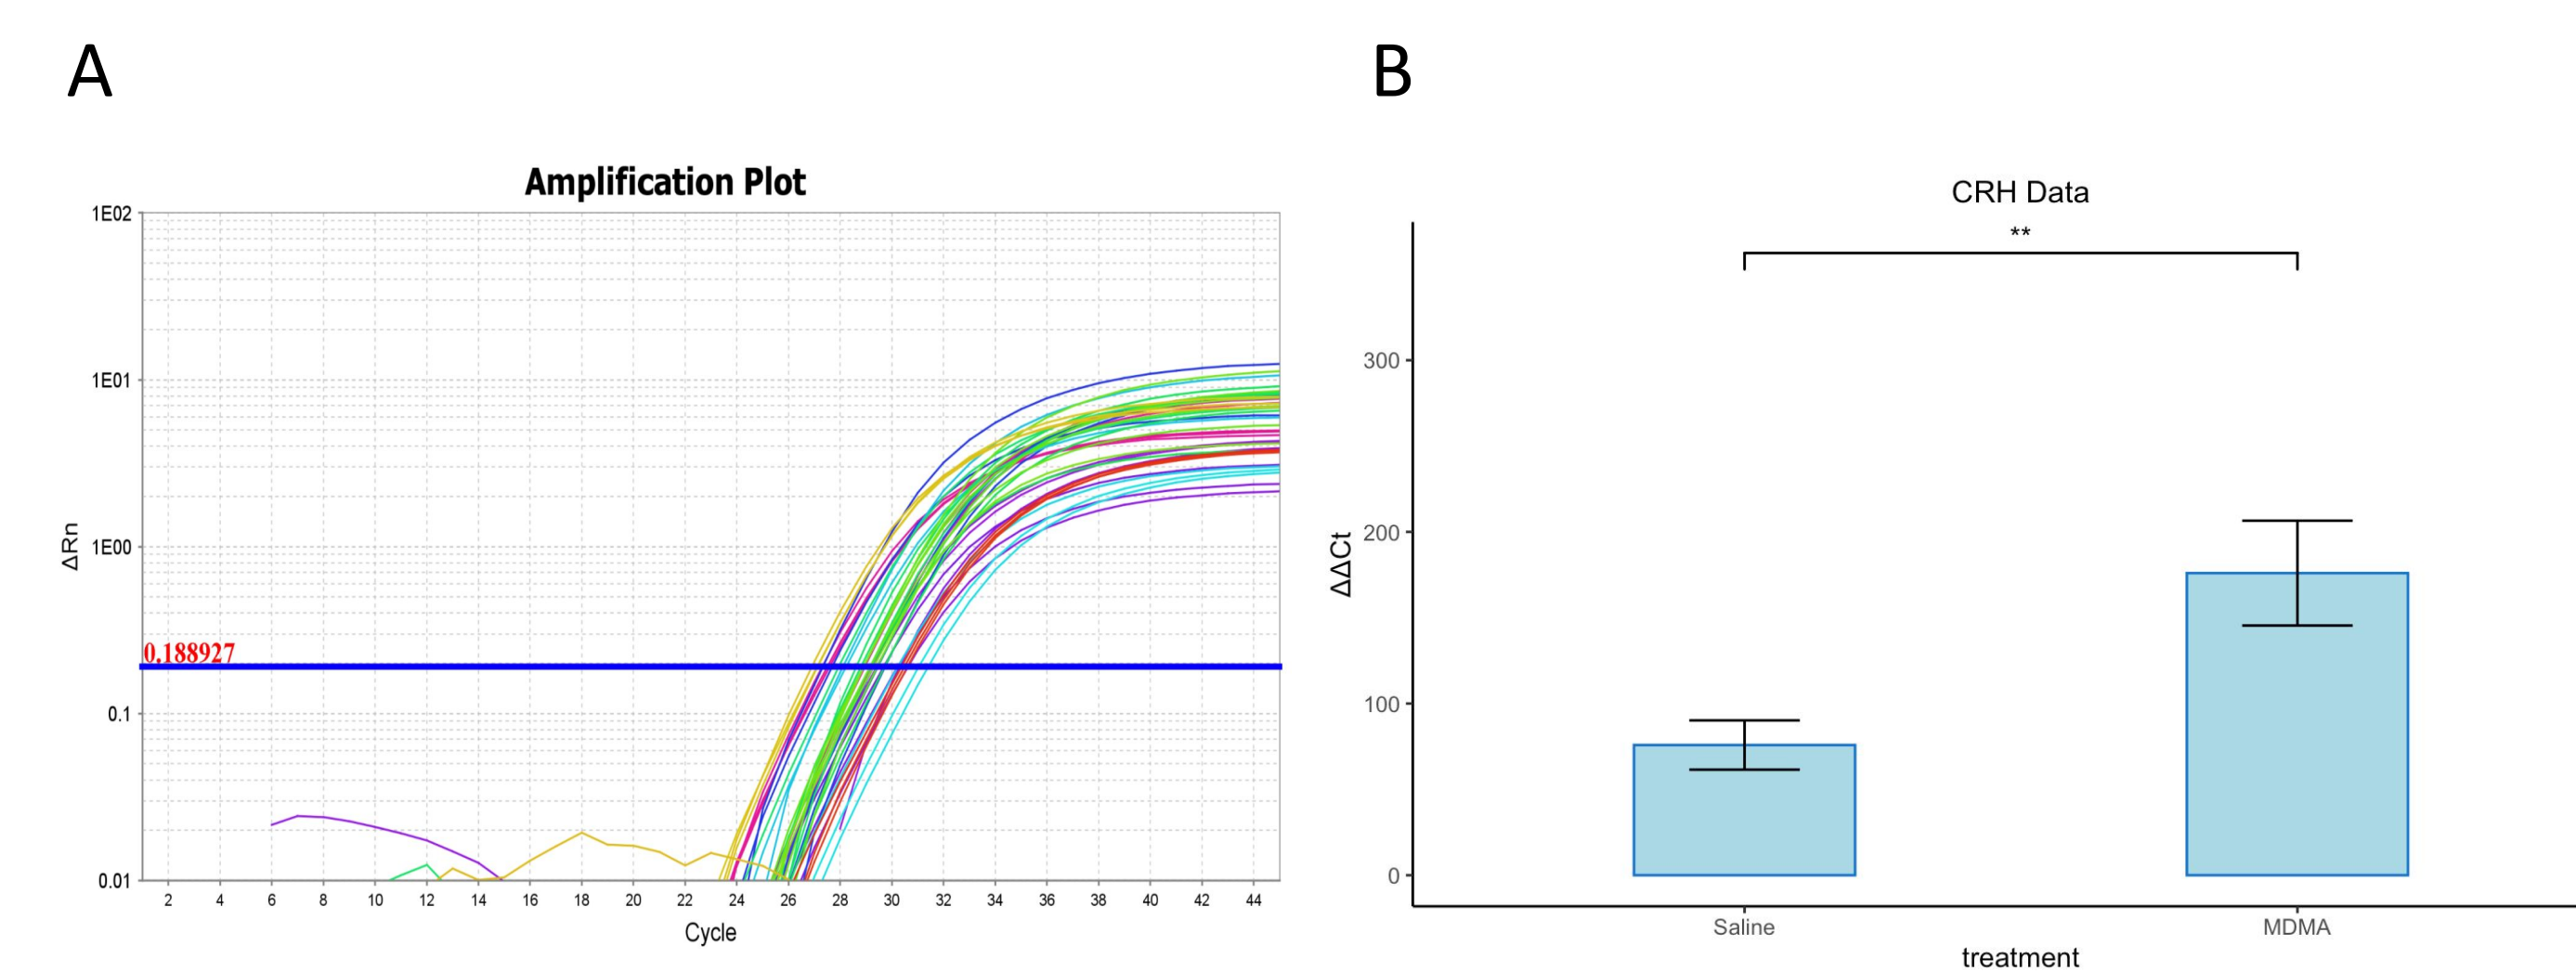 A
Amplification Plot
1E02
1E01
1E00
0.1
0.01
ΔRn
0.188927
2 4 6 8 10 12 14 16 18 20 22 24 26 28 30 32 34 36 38 40 42 44
Cycle
B
CRH Data
**
300
200
100
0
ΔΔCt
Saline MDMA
treatment